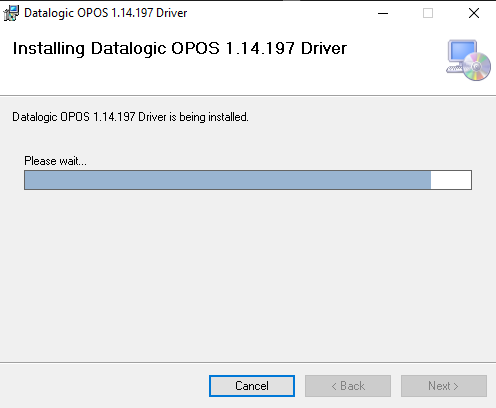 Datalogic OPOS 1.14.197 Driver
Installing Datalogic OPOS 1.14.197 Driver
Datalogic OPOS 1.14.197 Driver is being installed.
Please wait...
Cancel
< Back
Next >